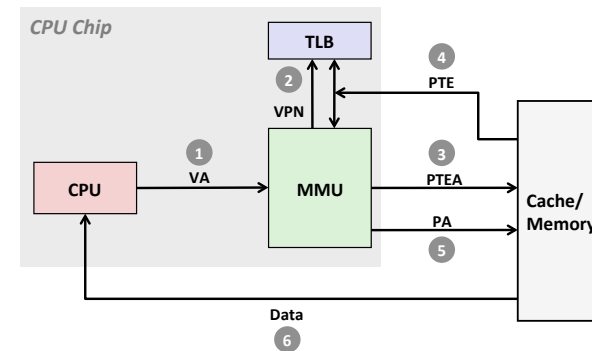 CPU Chip
TLB
4
PTE
2
VPN
1
VA
3
PTEA
CPU
MMU
Cache/
Memory
PA
5
Data
6